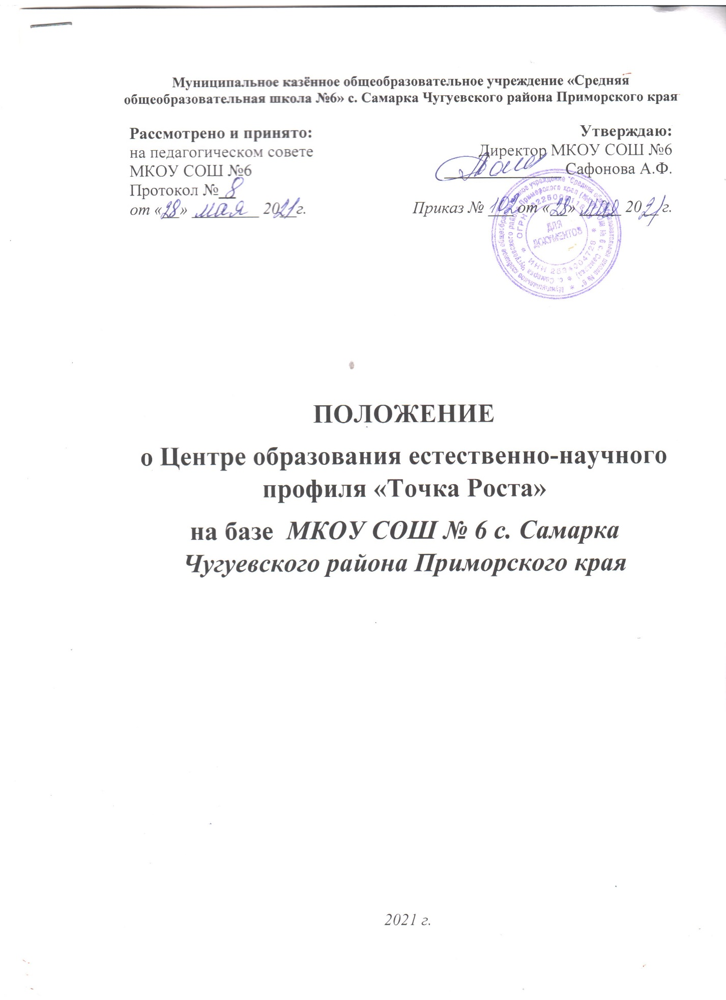 Муниципальное казённое общеобразовательное учреждение «Средняя
общеобразовательная школа №6» с. Самарка Чугуевского района Приморского края
Рассмотрено и принято:
на педагогическом совете
МКОУ СОШ №6
Протокол № 8
от «28» мая 2021г.
Утверждаю:
Директор МКОУ СОШ №6
Сафонова А.Ф.
Приказ № 102 от «28» мая 2021г.
ДЛЯ
ДОКУМЕНТОВ
ИНН 2534004728
ПОЛОЖЕНИЕ
о Центре образования естественно-научного
профиля «Точка Роста»
на базе МКОУ СОШ № 6 с. Самарка
Чугуевского района Приморского края
2021 г.